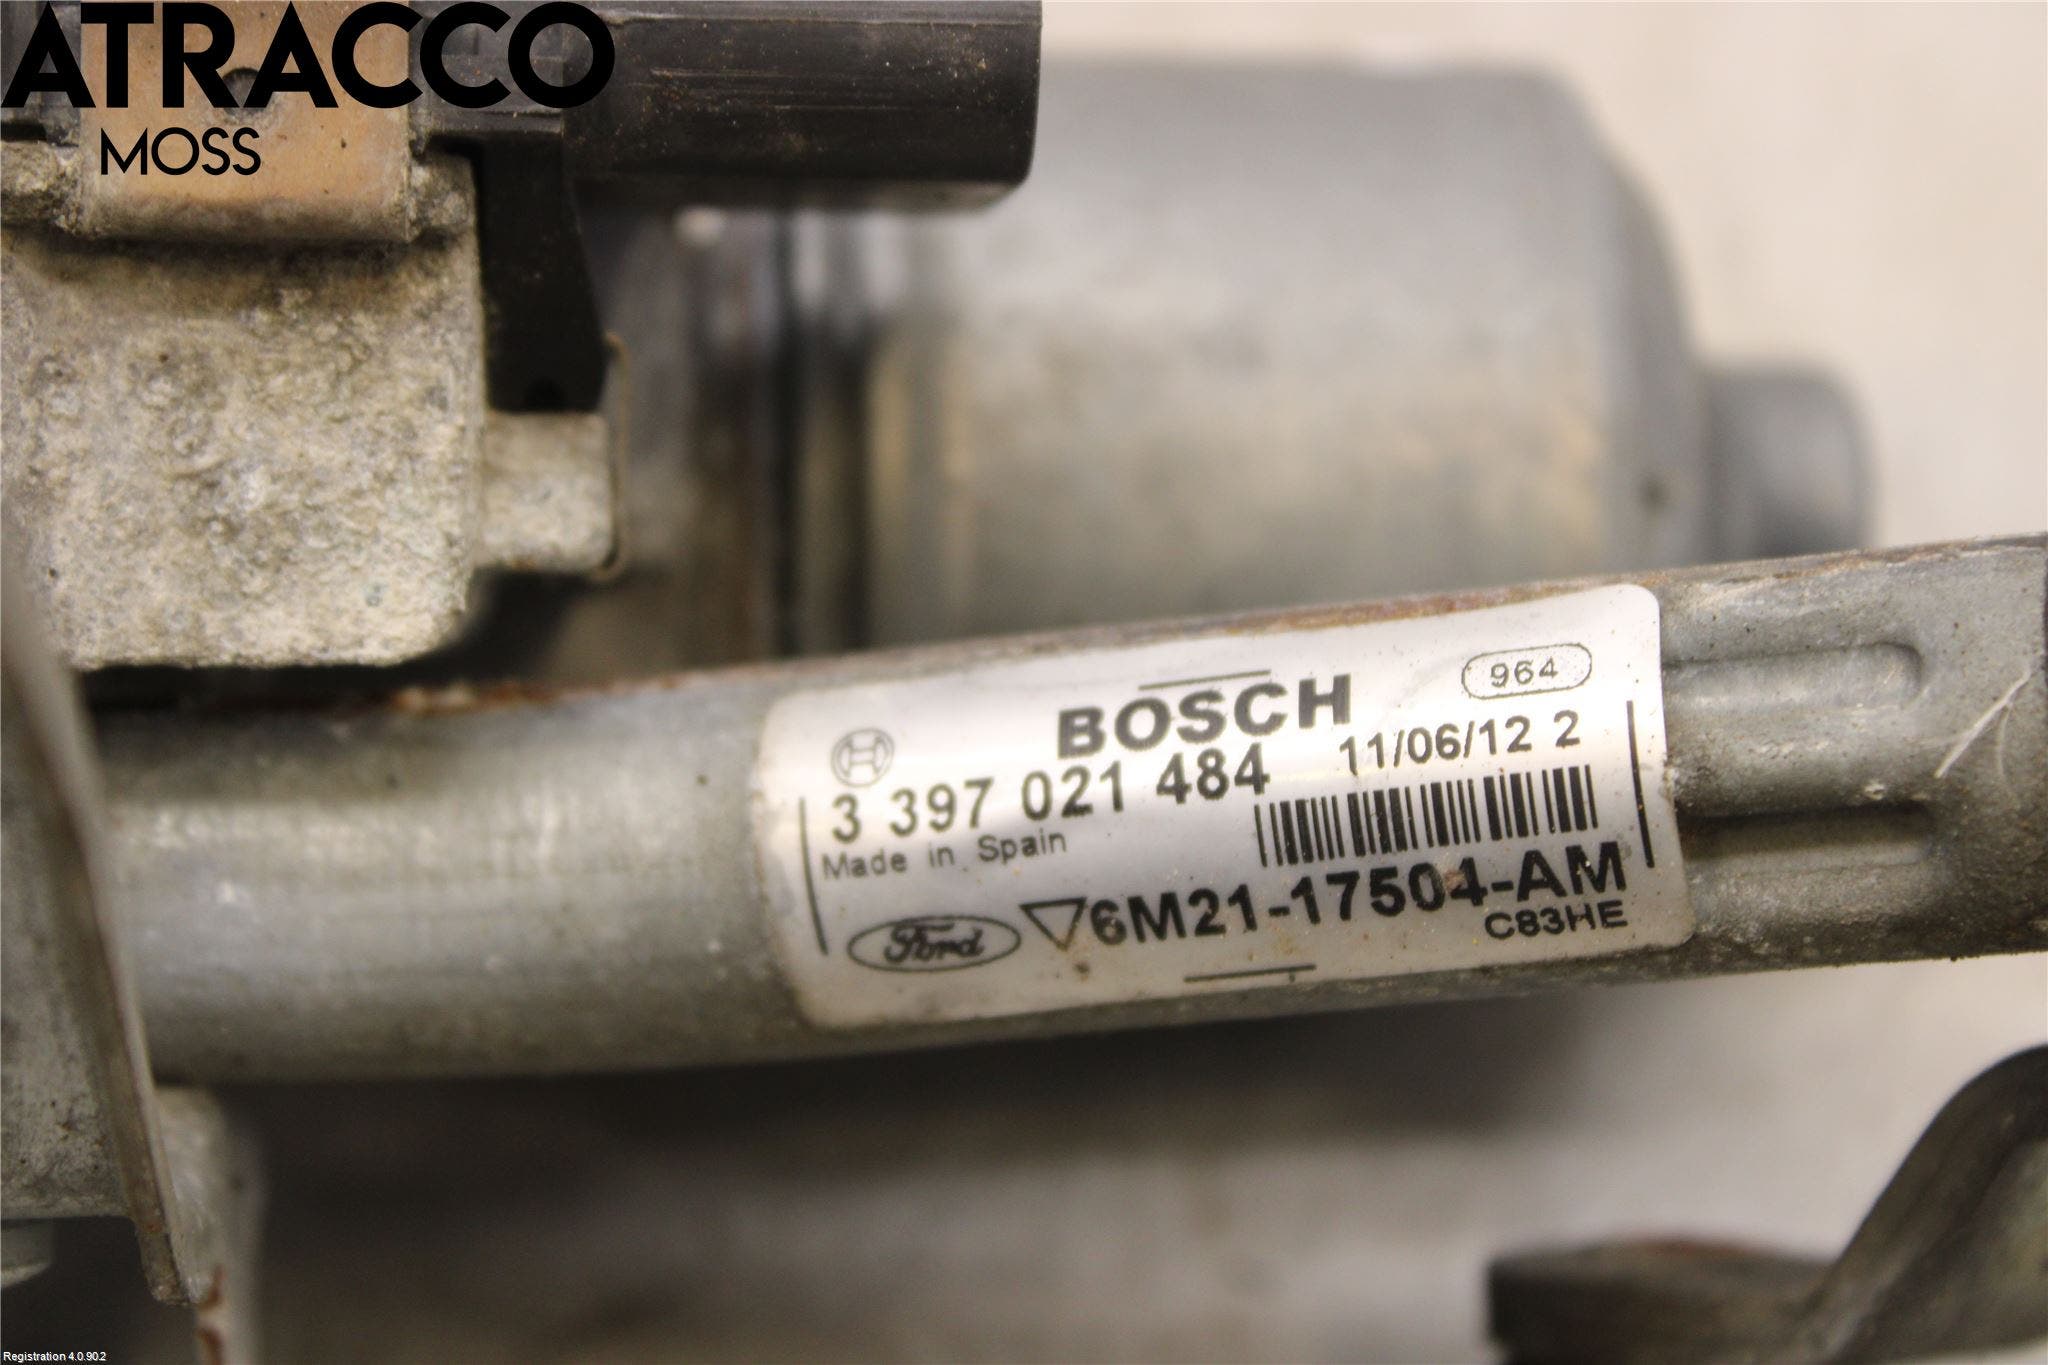 ATRACCO
MOSS
964
BOSCH
3 397 021 484 11/06/12 2
Made in Spain
Ford 6M21-17504-AM
C83HE
Registration 4.0.90.2